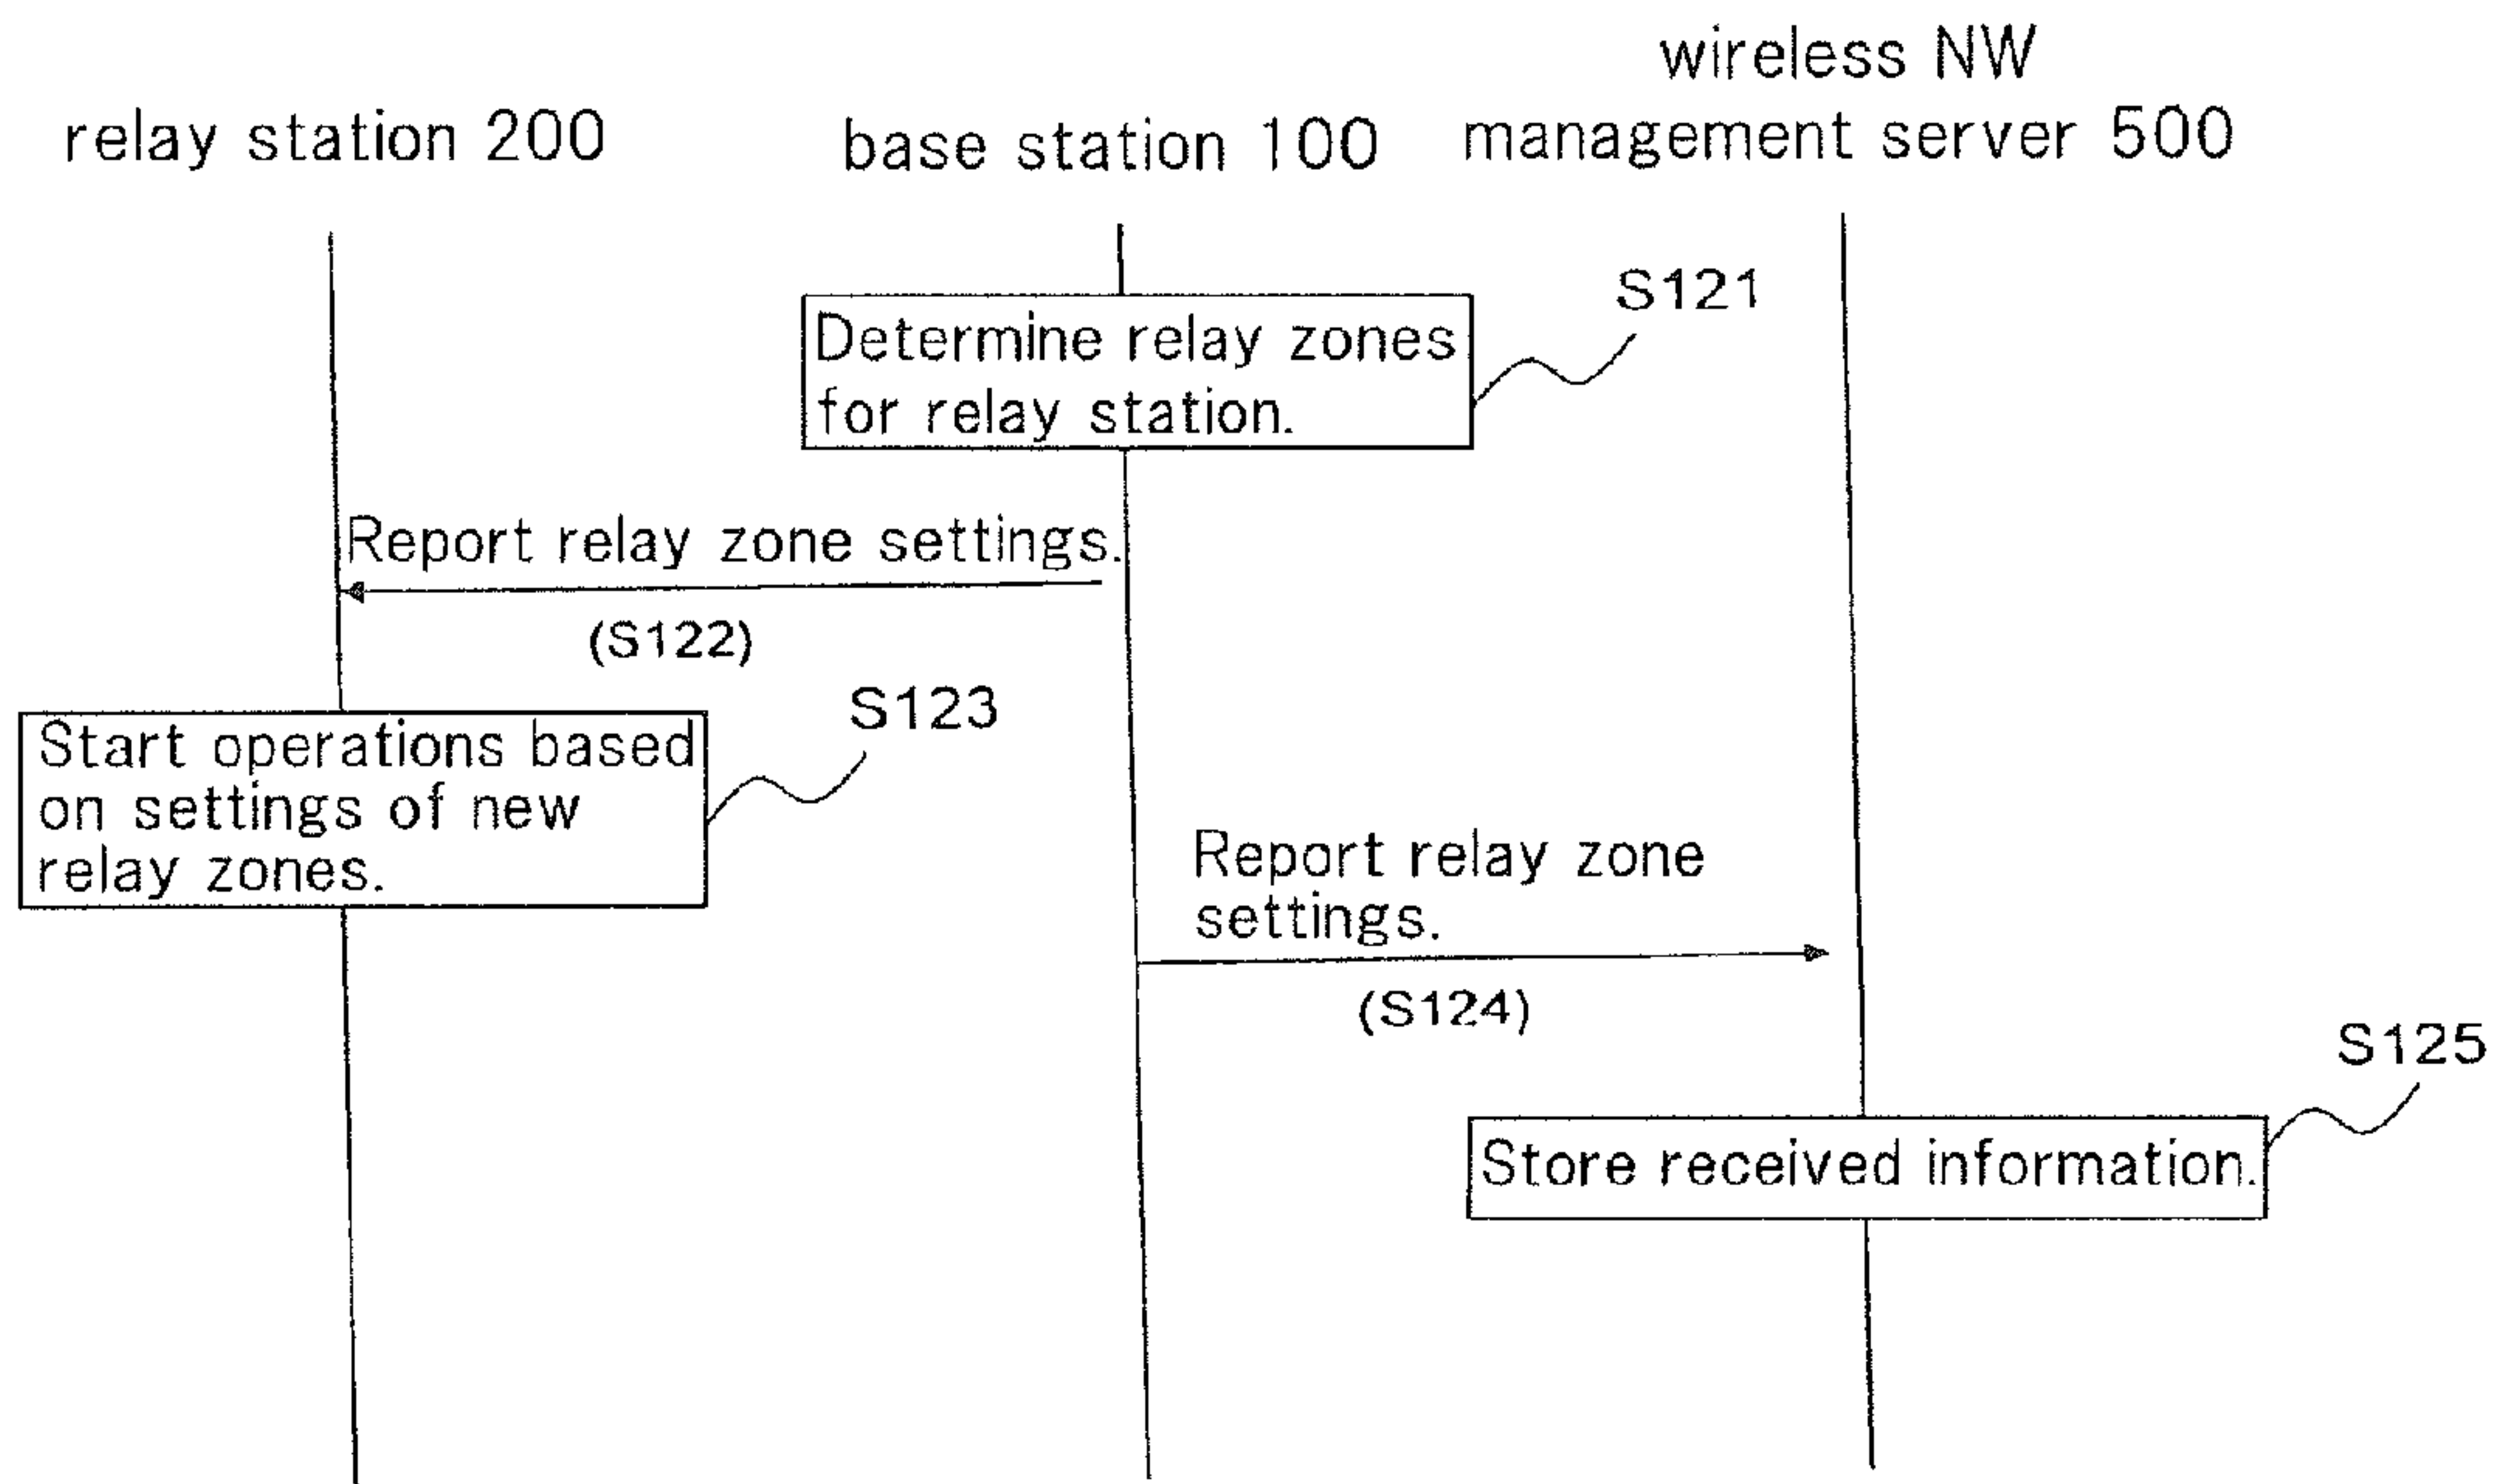 wireless NW
relay station 200
base station 100
management server 500
S121
Determine relay zones
for relay station.
Report relay zone settings.
(S122)
S123
Start operations based
on settings of new
relay zones.
Report relay zone
settings.
(S124)
S125
Store received information.